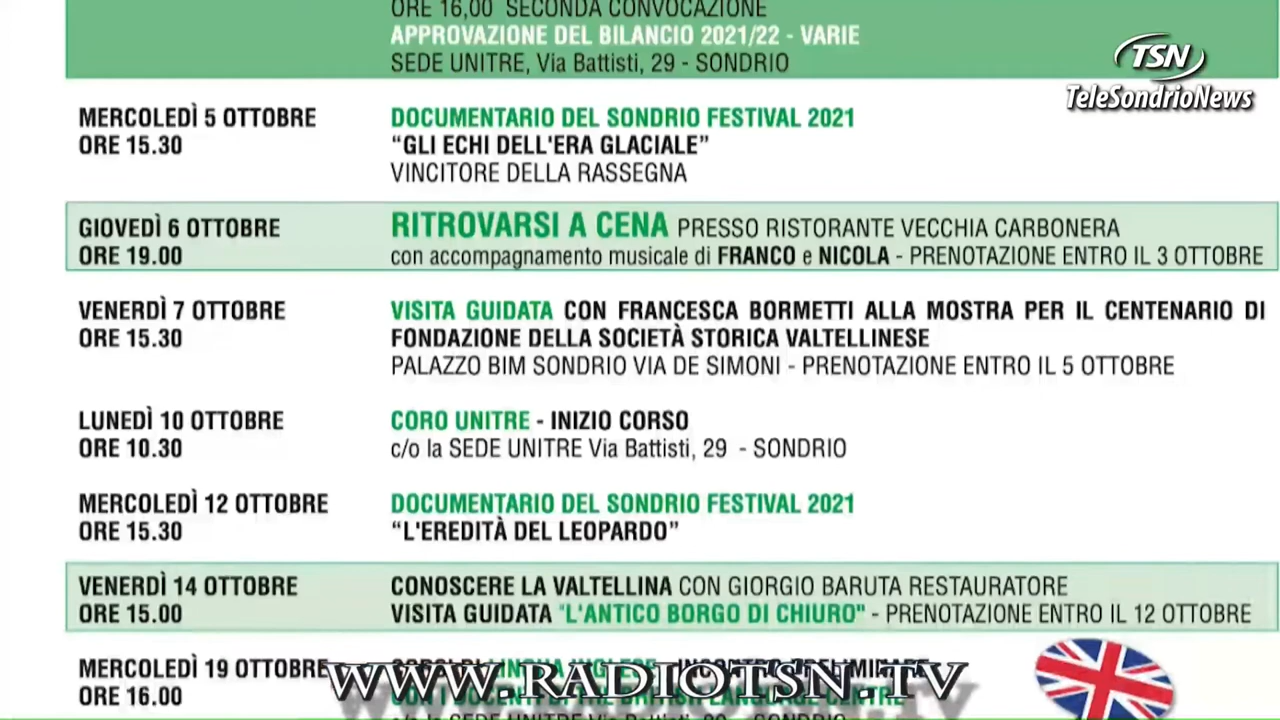 ORE 16,00 SECONDA CONVOCAZIONE
APPROVAZIONE DEL BILANCIO 2021/22 - VARIE
SEDE UNITRE, Via Battisti, 29 - SONDRIO
TSN
TeleSondrioNews
MERCOLEDÌ 5 OTTOBRE
ORE 15.30
DOCUMENTARIO DEL SONDRIO FESTIVAL 2021
“GLI ECHI DELL'ERA GLACIALE”
VINCITORE DELLA RASSEGNA
GIOVEDÌ 6 OTTOBRE
ORE 19.00
RITROVARSI A CENA PRESSO RISTORANTE VECCHIA CARBONERA
con accompagnamento musicale di FRANCO e NICOLA - PRENOTAZIONE ENTRO IL 3 OTTOBRE
VENERDÌ 7 OTTOBRE
ORE 15.30
VISITA GUIDATA CON FRANCESCA BORMETTI ALLA MOSTRA PER IL CENTENARIO DI
FONDAZIONE DELLA SOCIETÀ STORICA VALTELLINESE
PALAZZO BIM SONDRIO VIA DE SIMONI - PRENOTAZIONE ENTRO IL 5 OTTOBRE
LUNEDÌ 10 OTTOBRE
ORE 10.30
CORO UNITRE - INIZIO CORSO
c/o la SEDE UNITRE Via Battisti, 29 - SONDRIO
MERCOLEDÌ 12 OTTOBRE
ORE 15.30
DOCUMENTARIO DEL SONDRIO FESTIVAL 2021
“L'EREDITÀ DEL LEOPARDO”
VENERDÌ 14 OTTOBRE
ORE 15.00
CONOSCERE LA VALTELLINA CON GIORGIO BARUTA RESTAURATORE
VISITA GUIDATA "L'ANTICO BORGO DI CHIURO" - PRENOTAZIONE ENTRO IL 12 OTTOBRE
MERCOLEDÌ 19 OTTOBRE
ORE 16.00
WWW.RADIOTSN.TV